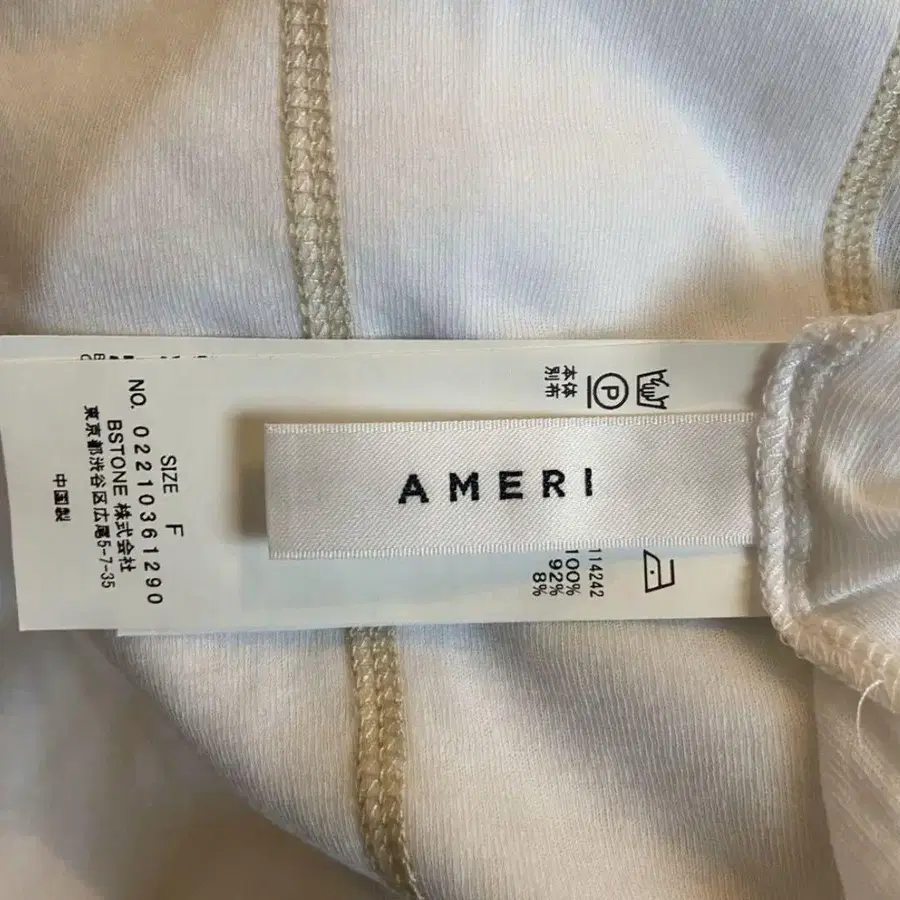 AMERI
SIZE F
NO. 02210361290
BSTONE 株式会社
東京都渋谷区広尾5-7-35
中国製
P
本体
別布
114242
100%
92%
8%